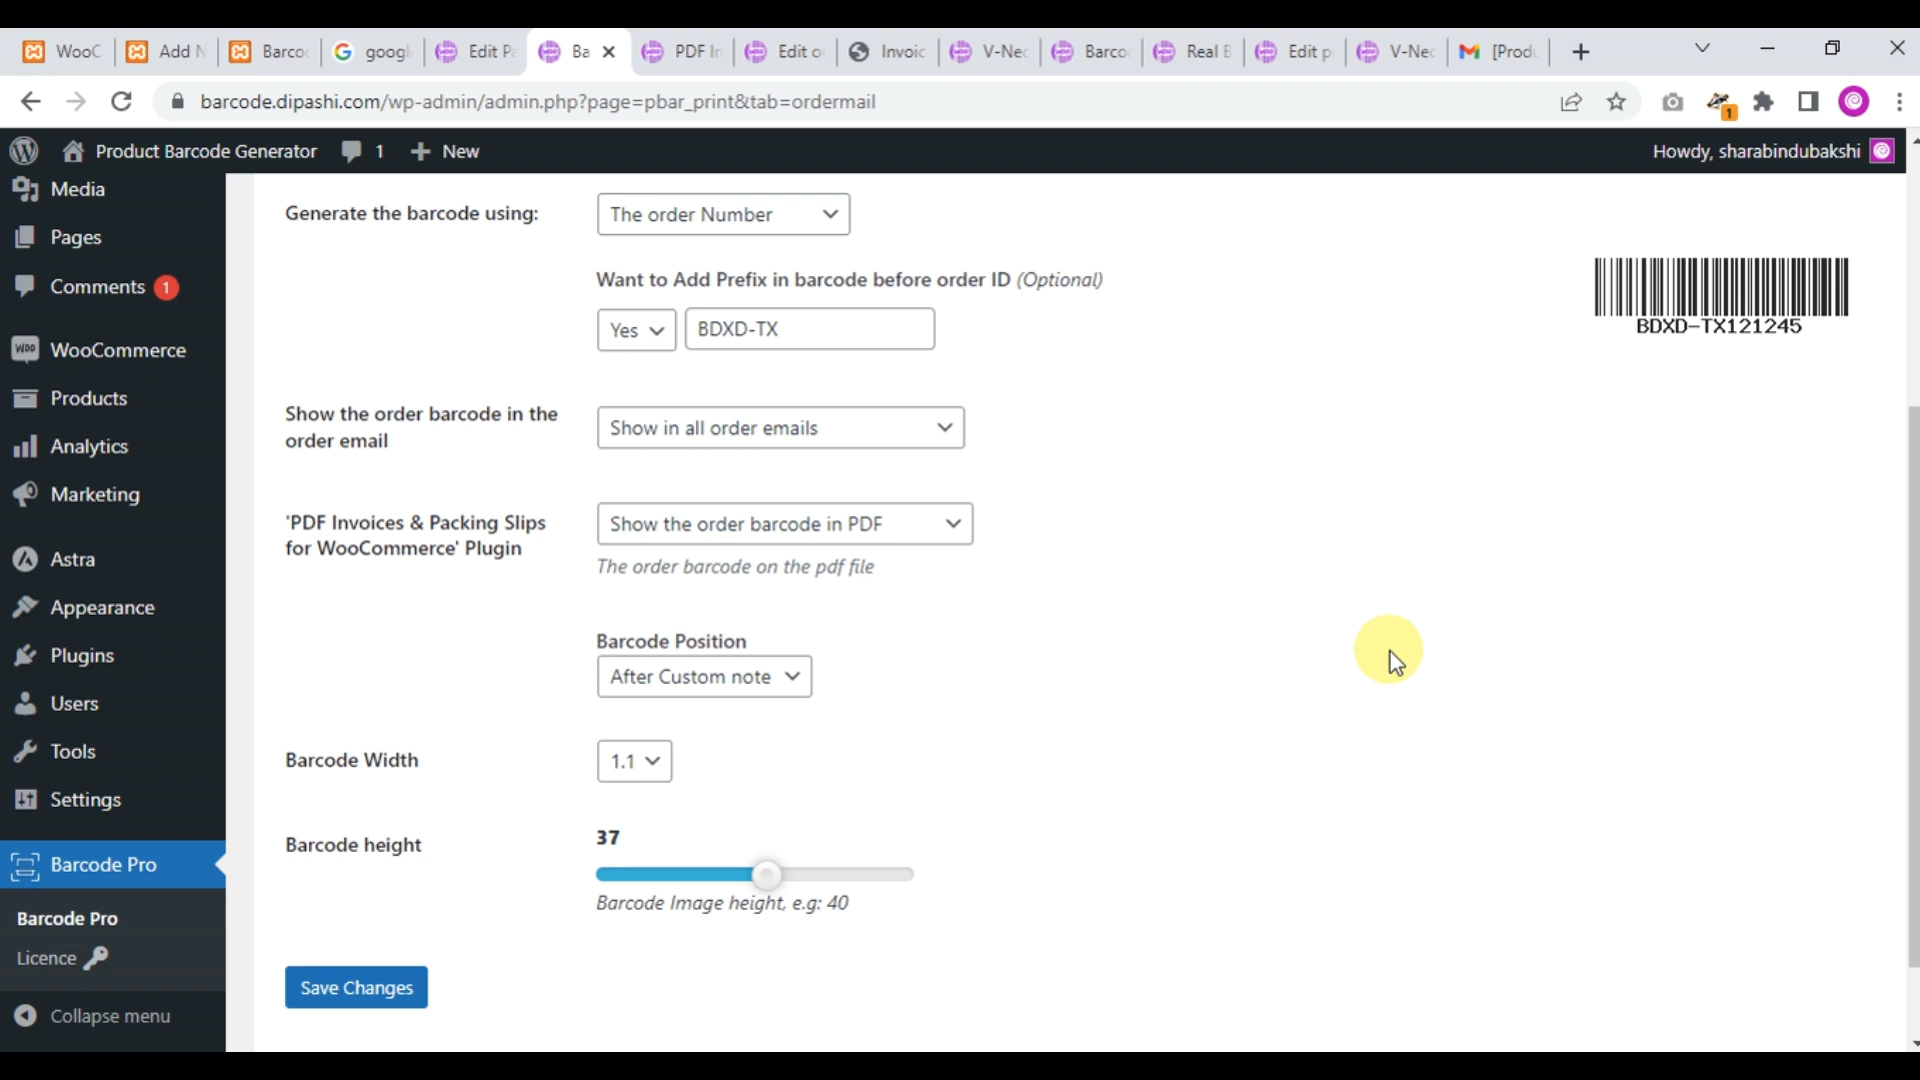 WooC
Add N
Barcoc
googl
Edit Pa
Ba
PDF In
Edit o
Invoic
V-Nec
Barco
Real B
Edit p
V-Nec
[Produ
barcode.dipashi.com/wp-admin/admin.php?page=pbar_print&tab=ordermail
1
Product Barcode Generator
1
New
Howdy, sharabindubakshi
Media
Pages
Comments 1
WooCommerce
Products
Analytics
Marketing
Astra
Appearance
Plugins
Users
Tools
Settings
Barcode Pro
Barcode Pro
Licence
Collapse menu
Generate the barcode using:
The order Number
Want to Add Prefix in barcode before order ID (Optional)
Yes
BDXD-TX
BDXD-TX121245
Show the order barcode in the
order email
Show in all order emails
'PDF Invoices & Packing Slips
for WooCommerce' Plugin
Show the order barcode in PDF
The order barcode on the pdf file
Barcode Position
After Custom note
Barcode Width
1.1
Barcode height
37
Barcode Image height, e.g: 40
Save Changes